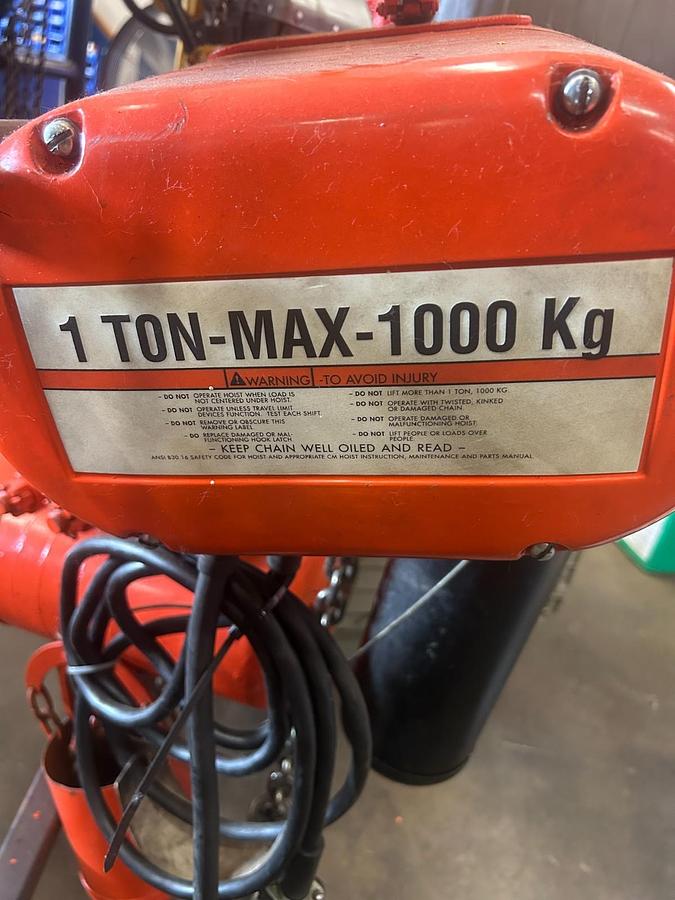 1 TON-MAX-1000 Kg
WARNING -TO AVOID INJURY
- DO NOT OPERATE HOIST WHEN LOAD IS
NOT CENTERED UNDER HOIST.
- DO NOT OPERATE UNLESS TRAVEL LIMIT
DEVICES FUNCTION. TEST EACH SHIFT.
- DO NOT REMOVE OR OBSCURE THIS
WARNING LABEL
- DO REPLACE DAMAGED OR MAL-
FUNCTIONING HOOK LATCH
- DO NOT LIFT MORE THAN 1 TON, 1000 KG
- DO NOT OPERATE WITH TWISTED, KINKED
OR DAMAGED CHAIN.
- DO NOT OPERATE DAMAGED OR
MALFUNCTIONING HOIST.
- DO NOT LIFT PEOPLE OR LOADS OVER
PEOPLE.
- KEEP CHAIN WELL OILED AND READ -
ANSI B30.16 SAFETY CODE FOR HOIST AND APPROPRIATE CM HOIST INSTRUCTION, MAINTENANCE AND PARTS MANUAL